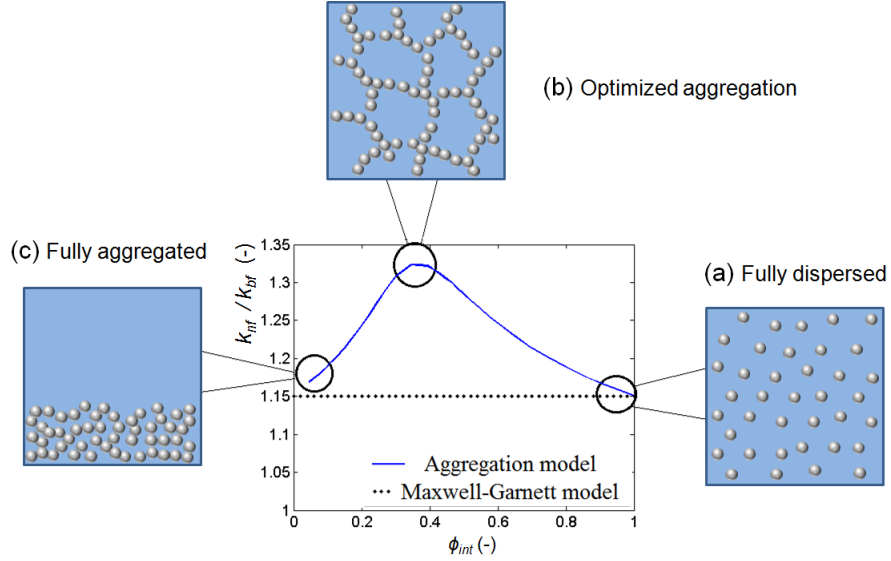 (b) Optimized aggregation
(c) Fully aggregated
(a) Fully dispersed
k_nf / k_bf (-)
1.35
1.3
1.25
1.2
1.15
1.1
1.05
1
Aggregation model
Maxwell-Garnett model
0 0.2 0.4 0.6 0.8 1
ϕ_int (-)